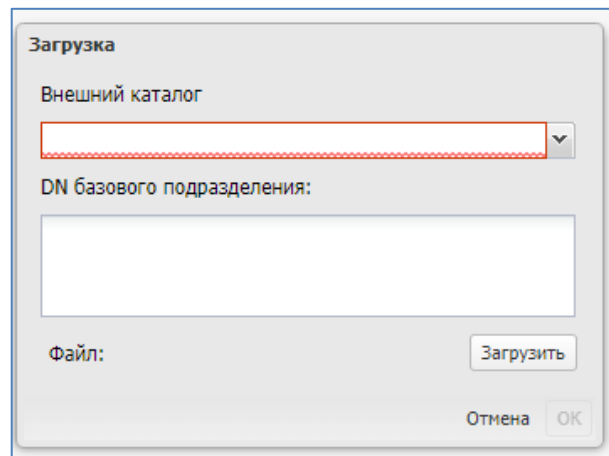 Загрузка
Внешний каталог
DN базового подразделения:
Файл:
Загрузить
Отмена
OK